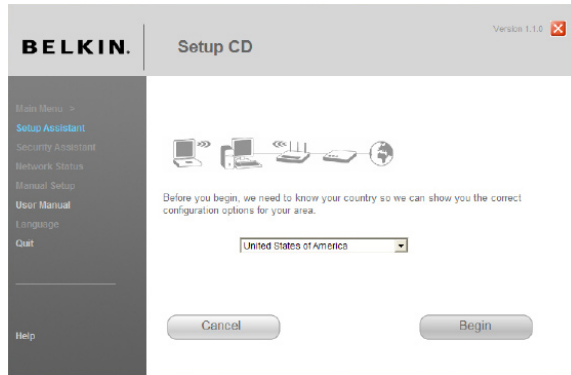 BELKIN.
Setup CD
Version 1.1.0
Main Menu >
Setup Assistant
Security Assistant
Network Status
Manual Setup
User Manual
Language
Quit
Help
Before you begin, we need to know your country so we can show you the correct
configuration options for your area.
United States of America
Cancel
Begin